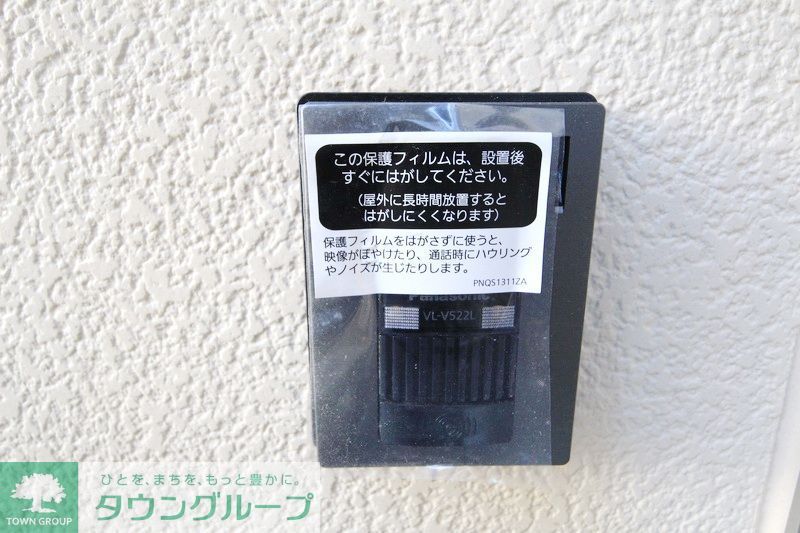 この保護フィルムは、設置後
すぐにはがしてください。
（屋外に長時間放置すると
はがしにくくなります）
保護フィルムをはがさずに使うと、
映像がぼやけたり、通話時にハウリング
やノイズが生じたりします。
PNQS1311ZA
Panasonic
VL-V522L
ひとを、まちを、もっと豊かに。
タウングループ
TOWN GROUP